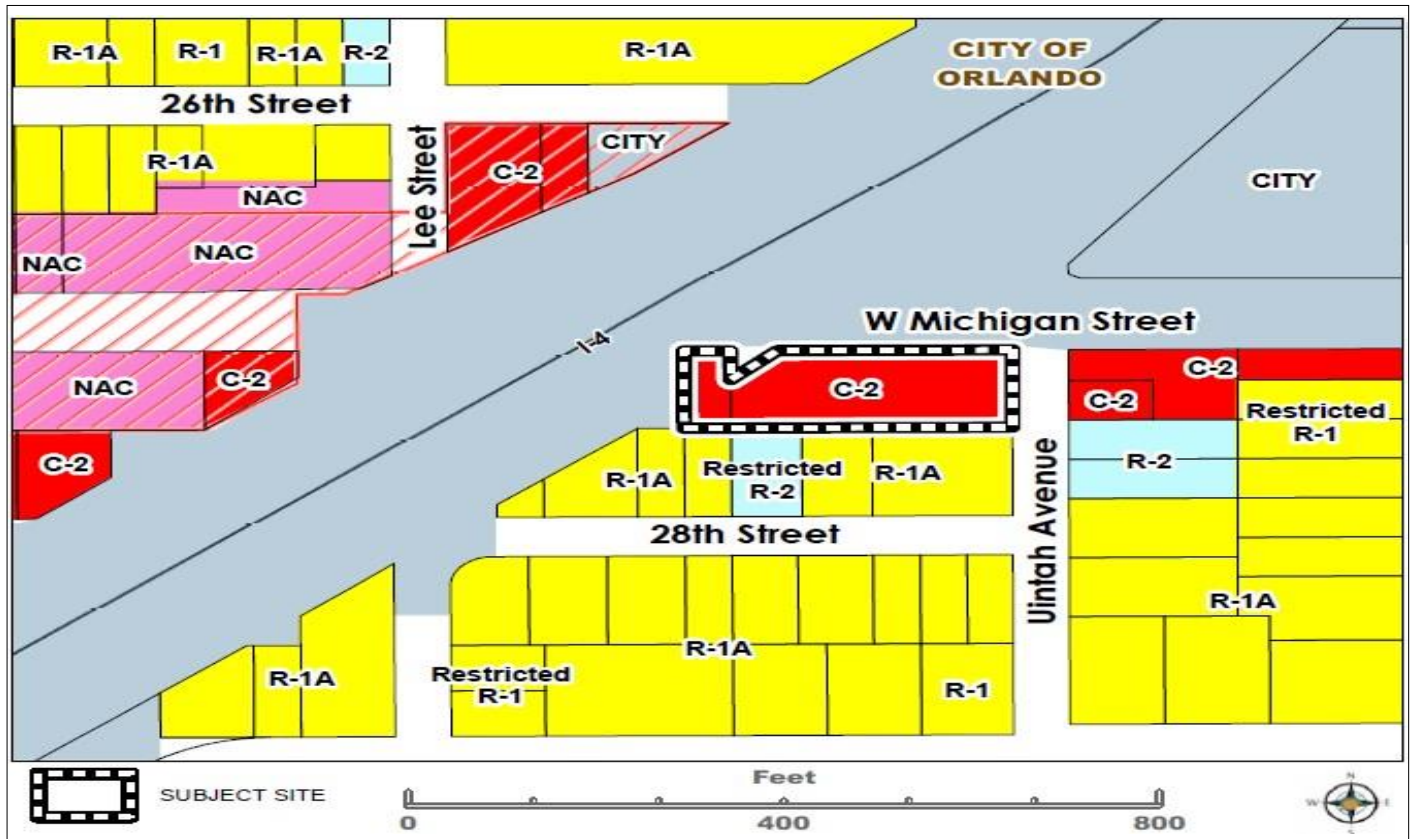 R-1A
R-1
R-1A
R-2
R-1A
CITY OF
ORLANDO
26th Street
Lee Street
R-1A
C-2
CITY
CITY
NAC
NAC
NAC
W Michigan Street
I-4
NAC
C-2
C-2
C-2
C-2
Restricted
R-1
C-2
R-1A
Restricted
R-2
R-1A
Uintah Avenue
R-2
28th Street
R-1A
R-1A
R-1A
Restricted
R-1
R-1
SUBJECT SITE
Feet
0
400
800
N
W
E
S